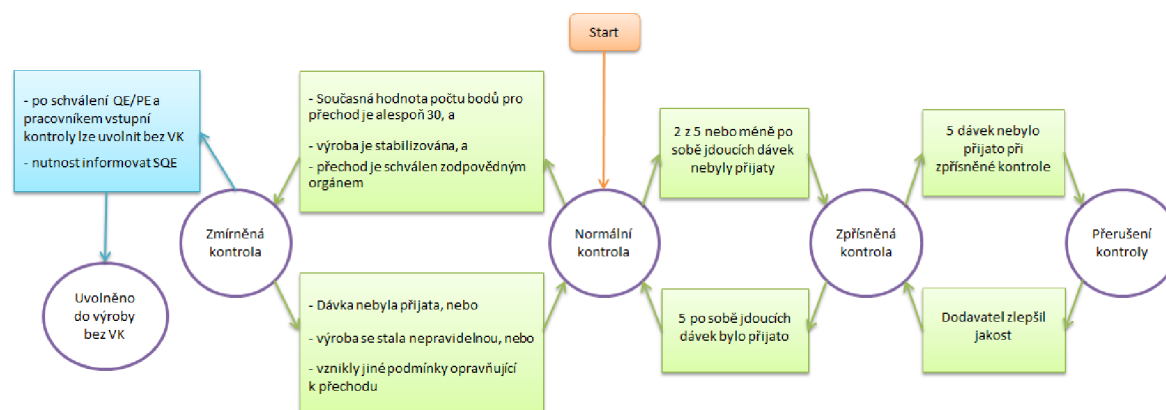 Start
- po schválení QE/PE a
pracovníkem vstupní
kontroly lze uvolnit bez VK
- nutnost informovat SQE
- Současná hodnota počtu bodů pro
přechod je alespoň 30, a
- výroba je stabilizována, a
- přechod je schválen zodpovědným
orgánem
2 z 5 nebo méně po
sobě jdoucích dávek
nebyly přijaty
5 dávek nebylo
přijato při
zpřísněné kontrole
Zmírněná
kontrola
Normální
kontrola
Zpřísněná
kontrola
Přerušení
kontroly
Uvolněno
do výroby
bez VK
- Dávka nebyla přijata, nebo
- výroba se stala nepravidelnou, nebo
- vznikly jiné podmínky opravňující
k přechodu
5 po sobě jdoucích
dávek bylo přijato
Dodavatel zlepšil
jakost